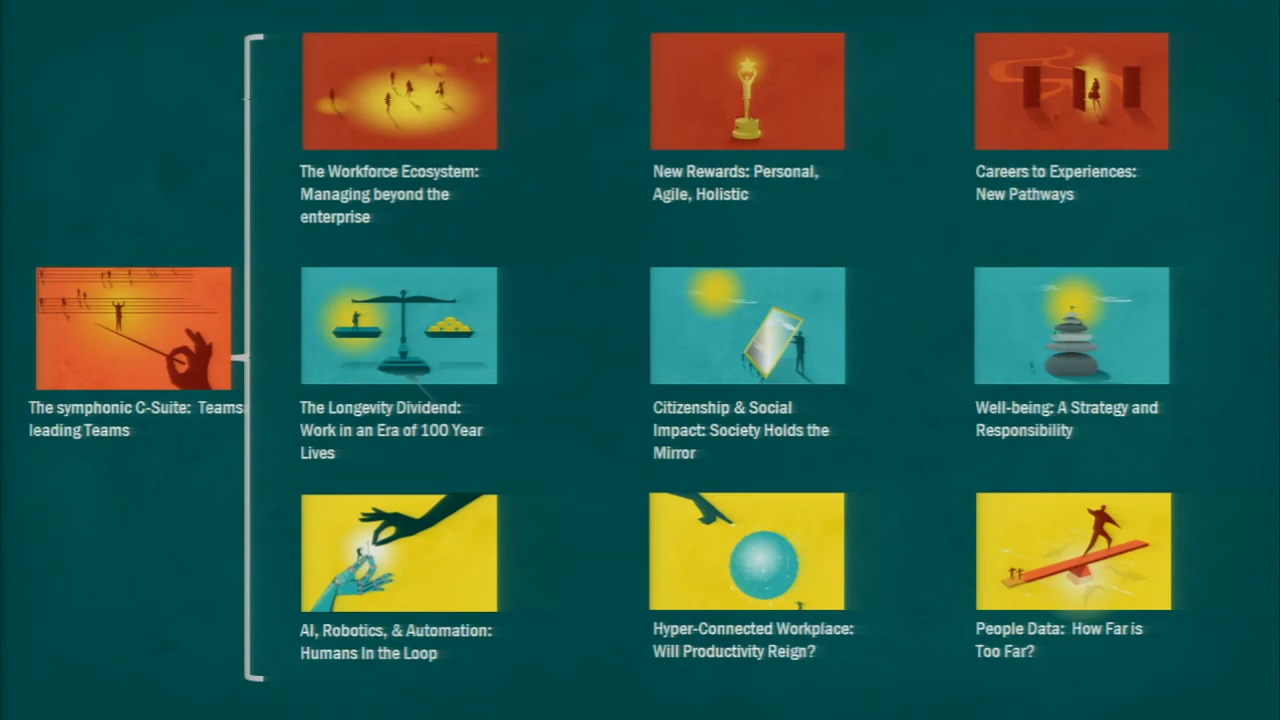 The Workforce Ecosystem:
Managing beyond the
enterprise
New Rewards: Personal,
Agile, Holistic
Careers to Experiences:
New Pathways
The symphonic C-Suite:  Teams
leading Teams
The Longevity Dividend:
Work in an Era of 100 Year
Lives
Citizenship & Social
Impact: Society Holds the
Mirror
Well-being: A Strategy and
Responsibility
AI, Robotics, & Automation:
Humans In the Loop
Hyper-Connected Workplace:
Will Productivity Reign?
People Data:  How Far is
Too Far?